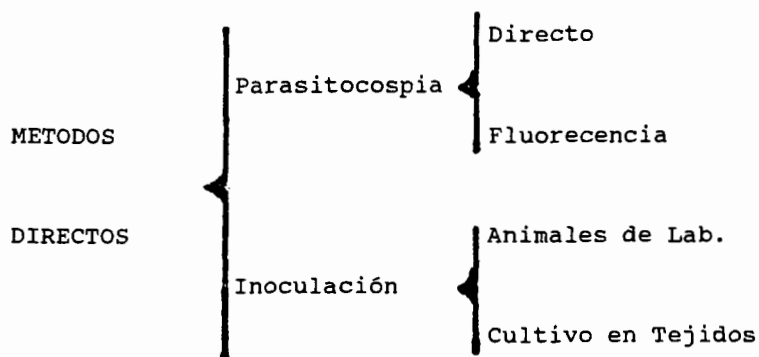 Directo
Parasitocospia
METODOS
Fluorecencia
DIRECTOS
Animales de Lab.
Inoculación
Cultivo en Tejidos